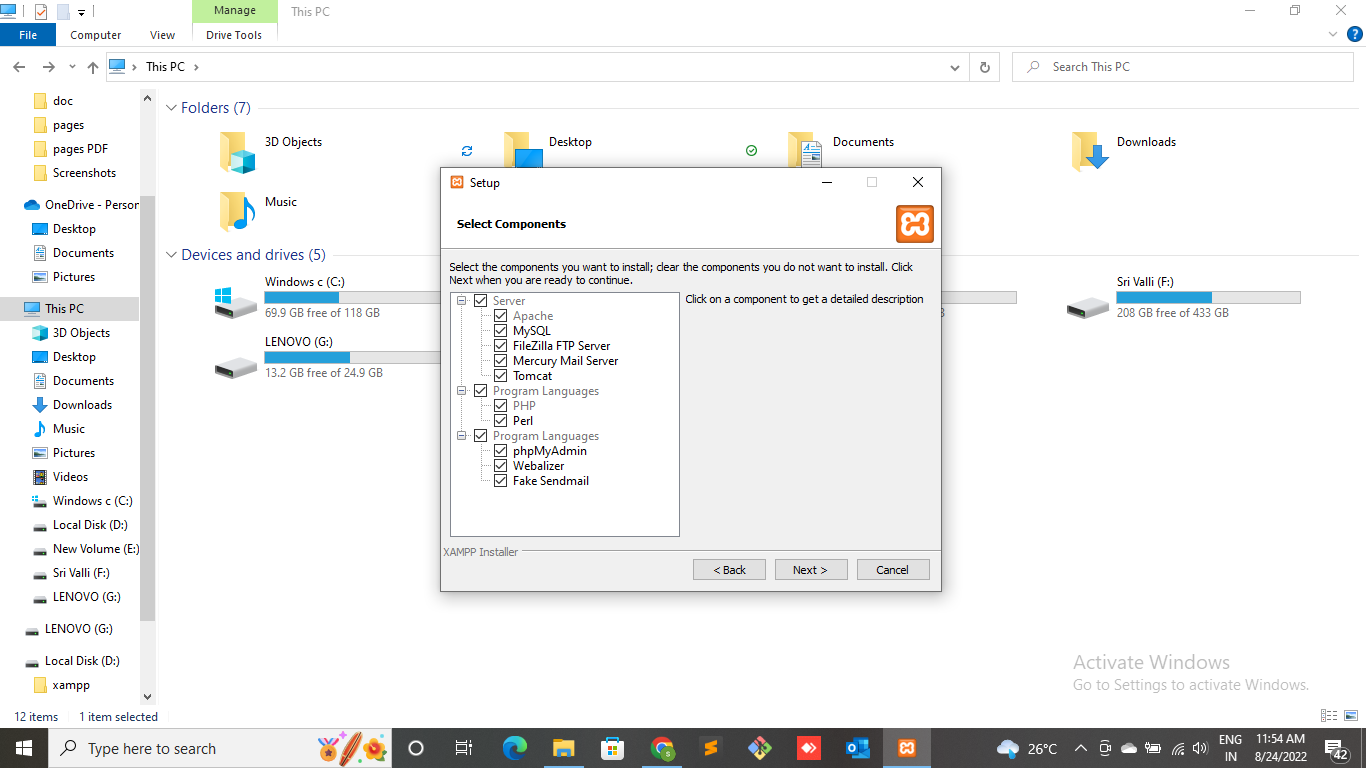 Manage
This PC
File
Computer
View
Drive Tools
This PC
Search This PC
doc
pages
pages PDF
Screenshots
OneDrive - Person
Desktop
Documents
Pictures
This PC
3D Objects
Desktop
Documents
Downloads
Music
Pictures
Videos
Windows c (C:)
Local Disk (D:)
New Volume (E:)
Sri Valli (F:)
LENOVO (G:)
LENOVO (G:)
Local Disk (D:)
xampp
Folders (7)
3D Objects
Desktop
Documents
Downloads
Music
Devices and drives (5)
Windows c (C:)
69.9 GB free of 118 GB
Sri Valli (F:)
208 GB free of 433 GB
LENOVO (G:)
13.2 GB free of 24.9 GB
Setup
Select Components
Select the components you want to install; clear the components you do not want to install. Click
Next when you are ready to continue.
Server
Apache
MySQL
FileZilla FTP Server
Mercury Mail Server
Tomcat
Program Languages
PHP
Perl
Program Languages
phpMyAdmin
Webalizer
Fake Sendmail
Click on a component to get a detailed description
XAMPP Installer
< Back
Next >
Cancel
Activate Windows
Go to Settings to activate Windows.
12 items
1 item selected
Type here to search
26°C
ENG
IN
11:54 AM
8/24/2022
42